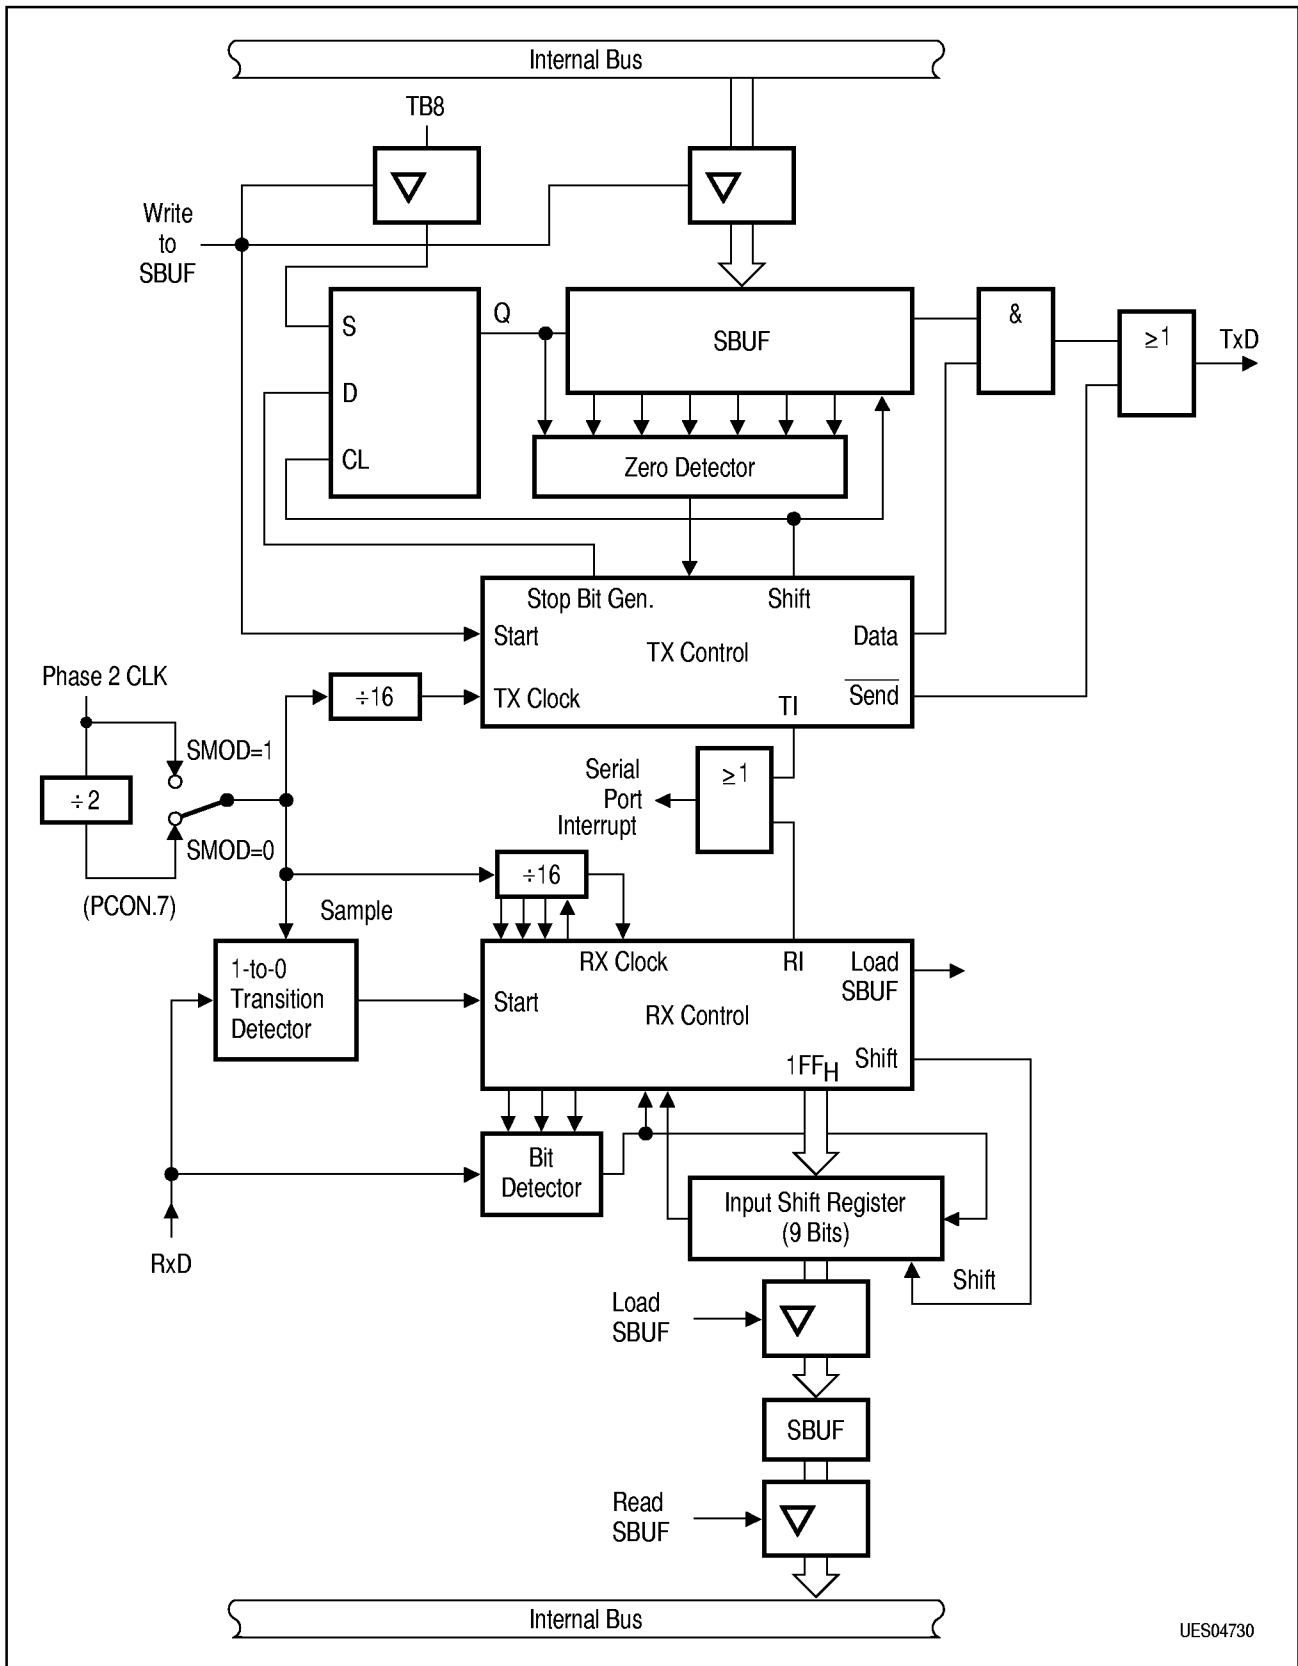 Internal Bus
TB8
Write
to
SBUF
S
D
CL
Q
SBUF
&
≥1
TxD
Zero Detector
Stop Bit Gen.
Shift
Start
TX Control
Data
TX Clock
TI
Send
Phase 2 CLK
÷16
SMOD=1
÷2
SMOD=0
(PCON.7)
Serial
Port
Interrupt
≥1
÷16
Sample
1-to-0
Transition
Detector
RX Clock
RI
Load
SBUF
Start
RX Control
1FFH
Shift
Bit
Detector
RxD
Input Shift Register
(9 Bits)
Shift
Load
SBUF
SBUF
Read
SBUF
Internal Bus
UES04730